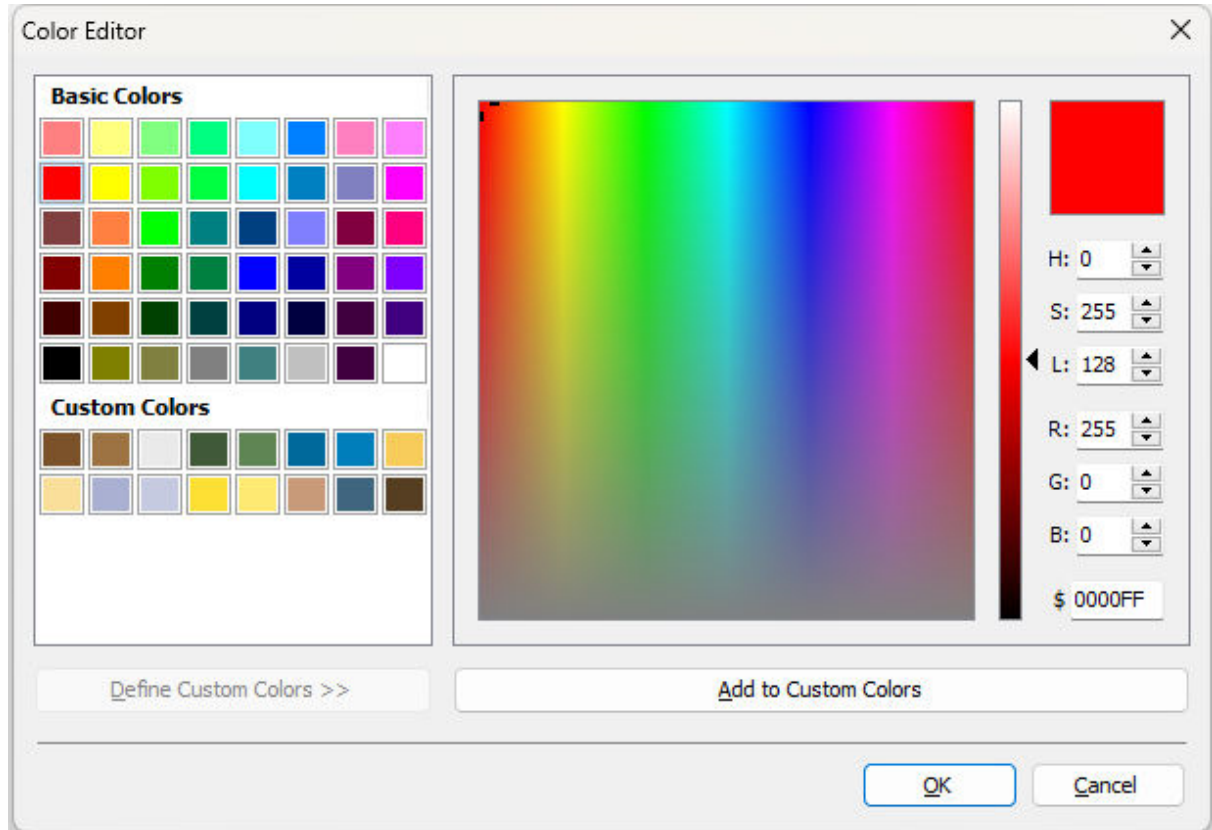 Color Editor
Basic Colors
Custom Colors
H: 0
S: 255
L: 128
R: 255
G: 0
B: 0
$ 0000FF
Define Custom Colors >>
Add to Custom Colors
OK
Cancel